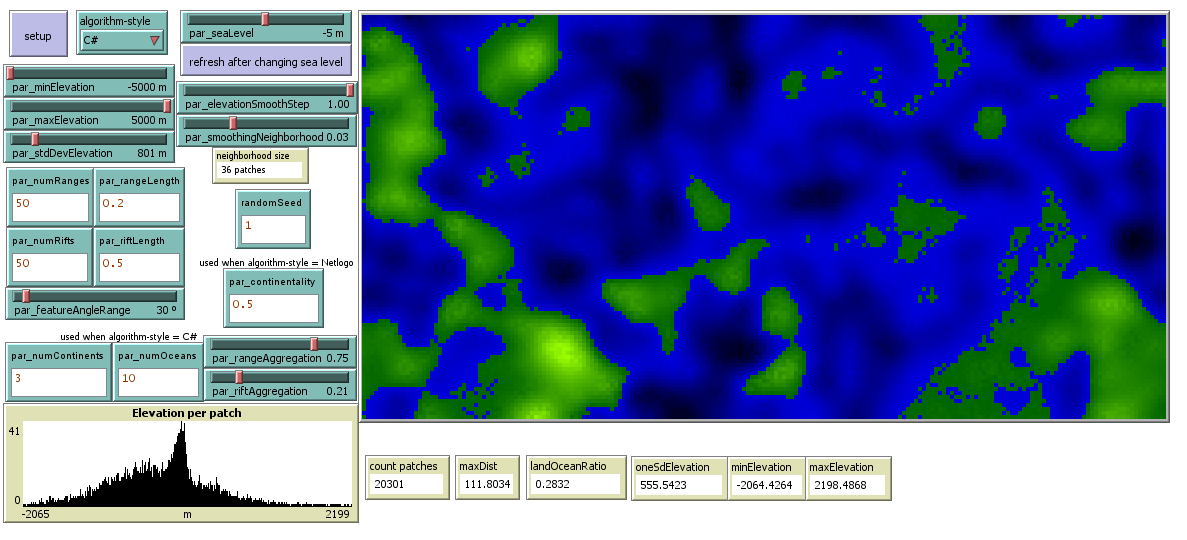 setup
algorithm-style
C#
par_seaLevel -5 m
refresh after changing sea level
par_minElevation -5000 m
par_maxElevation 5000 m
par_stdDevElevation 801 m
par_elevationSmoothStep 1.00
par_smoothingNeighborhood 0.03
neighborhood size
36 patches
par_numRanges
50
par_rangeLength
0.2
randomSeed
1
par_numRifts
50
par_riftLength
0.5
used when algorithm-style = Netlogo
par_continentality
0.5
par_featureAngleRange 30 º
used when algorithm-style = C#
par_numContinents
3
par_numOceans
10
par_rangeAggregation 0.75
par_riftAggregation 0.21
Elevation per patch
41
0
-2065 m 2199
count patches
20301
maxDist
111.8034
landOceanRatio
0.2832
oneSdElevation
555.5423
minElevation
-2064.4264
maxElevation
2198.4868